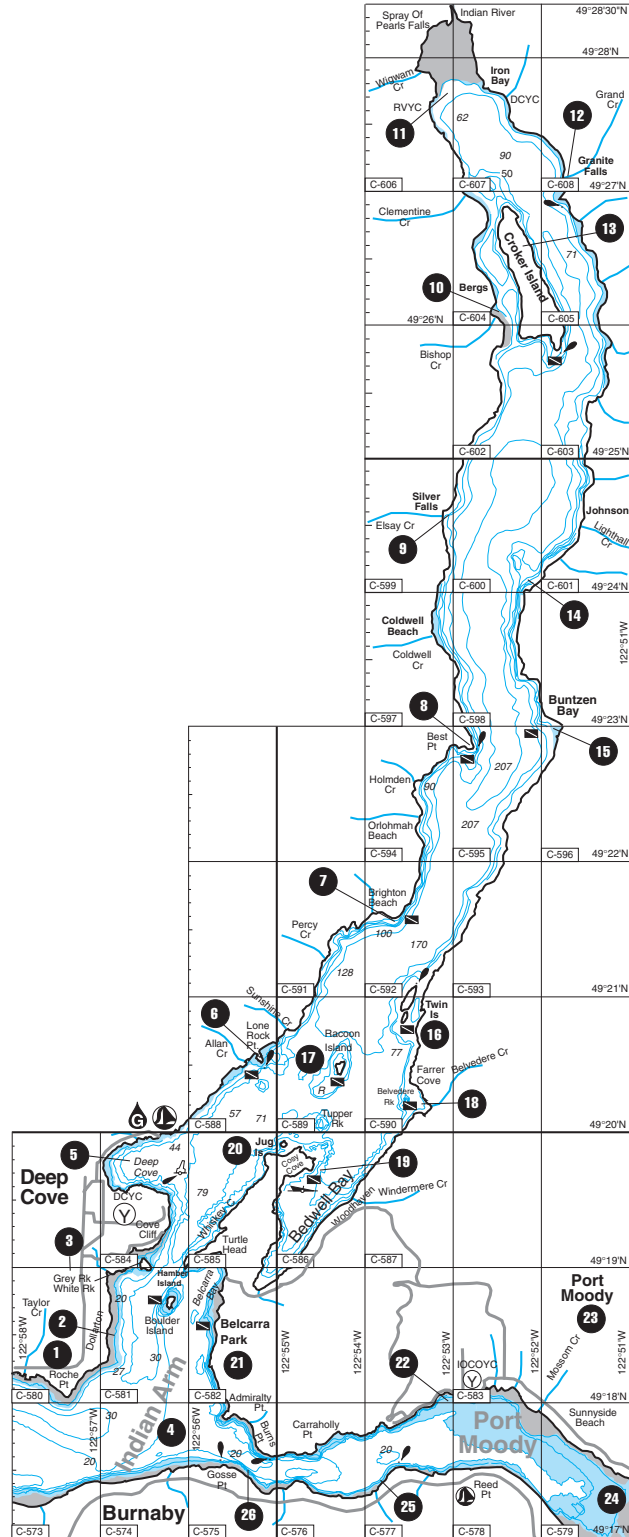 Spray Of
Pearls Falls
Indian River
49°28'30"N
49°28'N
Iron
Bay
Wigwam
Cr
RVYC
DCYC
Grand
Cr
11
62
12
90
Granite
Falls
50
C-606
C-607
C-608
49°27'N
Clementine
Cr
13
Croker Island
71
10
Bergs
C-604
C-605
49°26'N
Bishop
Cr
C-602
C-603
49°25'N
Silver
Falls
Johnson
Elsay Cr
Lighthall
Cr
9
C-599
C-600
C-601
49°24'N
14
Coldwell
Beach
Coldwell
Cr
122°51'W
Buntzen
Bay
8
C-597
C-598
49°23'N
Best
Pt
15
207
Holmden
Cr
90
Orlohmah
Beach
207
C-594
C-595
C-596
49°22'N
7
Brighton
Beach
100
Percy
Cr
170
128
C-591
C-592
C-593
49°21'N
Sunshine Cr
6
Lone
Rock
Pt
Twin
Is
16
Allan Cr
Racoon
Island
17
77
Farrer
Cove
Belvedere Cr
R
Belvedere
Rk
18
57
71
Tupper
Rk
G
C-588
C-589
C-590
49°20'N
5
44
20
Jug
Is
Deep
Cove
Deep
Cove
Cosy
Cove
19
Bedwell Bay
Windermere Cr
Woodhaven
DCYC
Y
79
Whiskey C
3
Cove
Cliff
Turtle
Head
C-584
C-585
C-586
C-587
49°19'N
Grey Rk
White Rk
Hamber
Island
Belcarra
Bay
Port
Moody
20
Taylor
Cr
2
Dollarton
Boulder
Island
Belcarra
Park
23
122°58'W
1
122°55'W
122°54'W
122°53'W
122°51'W
122°52'W
Mossom Cr
30
21
22
IOCOYC
Y
Roche
Pt
27
C-580
C-581
C-582
C-583
49°18'N
Indian Arm
Admiralty
Pt
Burns
Pt
Sunnyside
Beach
30
122°57'W
4
122°56'W
Carraholly
Pt
Port
Moody
20
20
20
Gosse
Pt
Reed
Pt
24
Burnaby
26
25
C-573
C-574
C-575
C-576
C-577
C-578
C-579
49°17'N